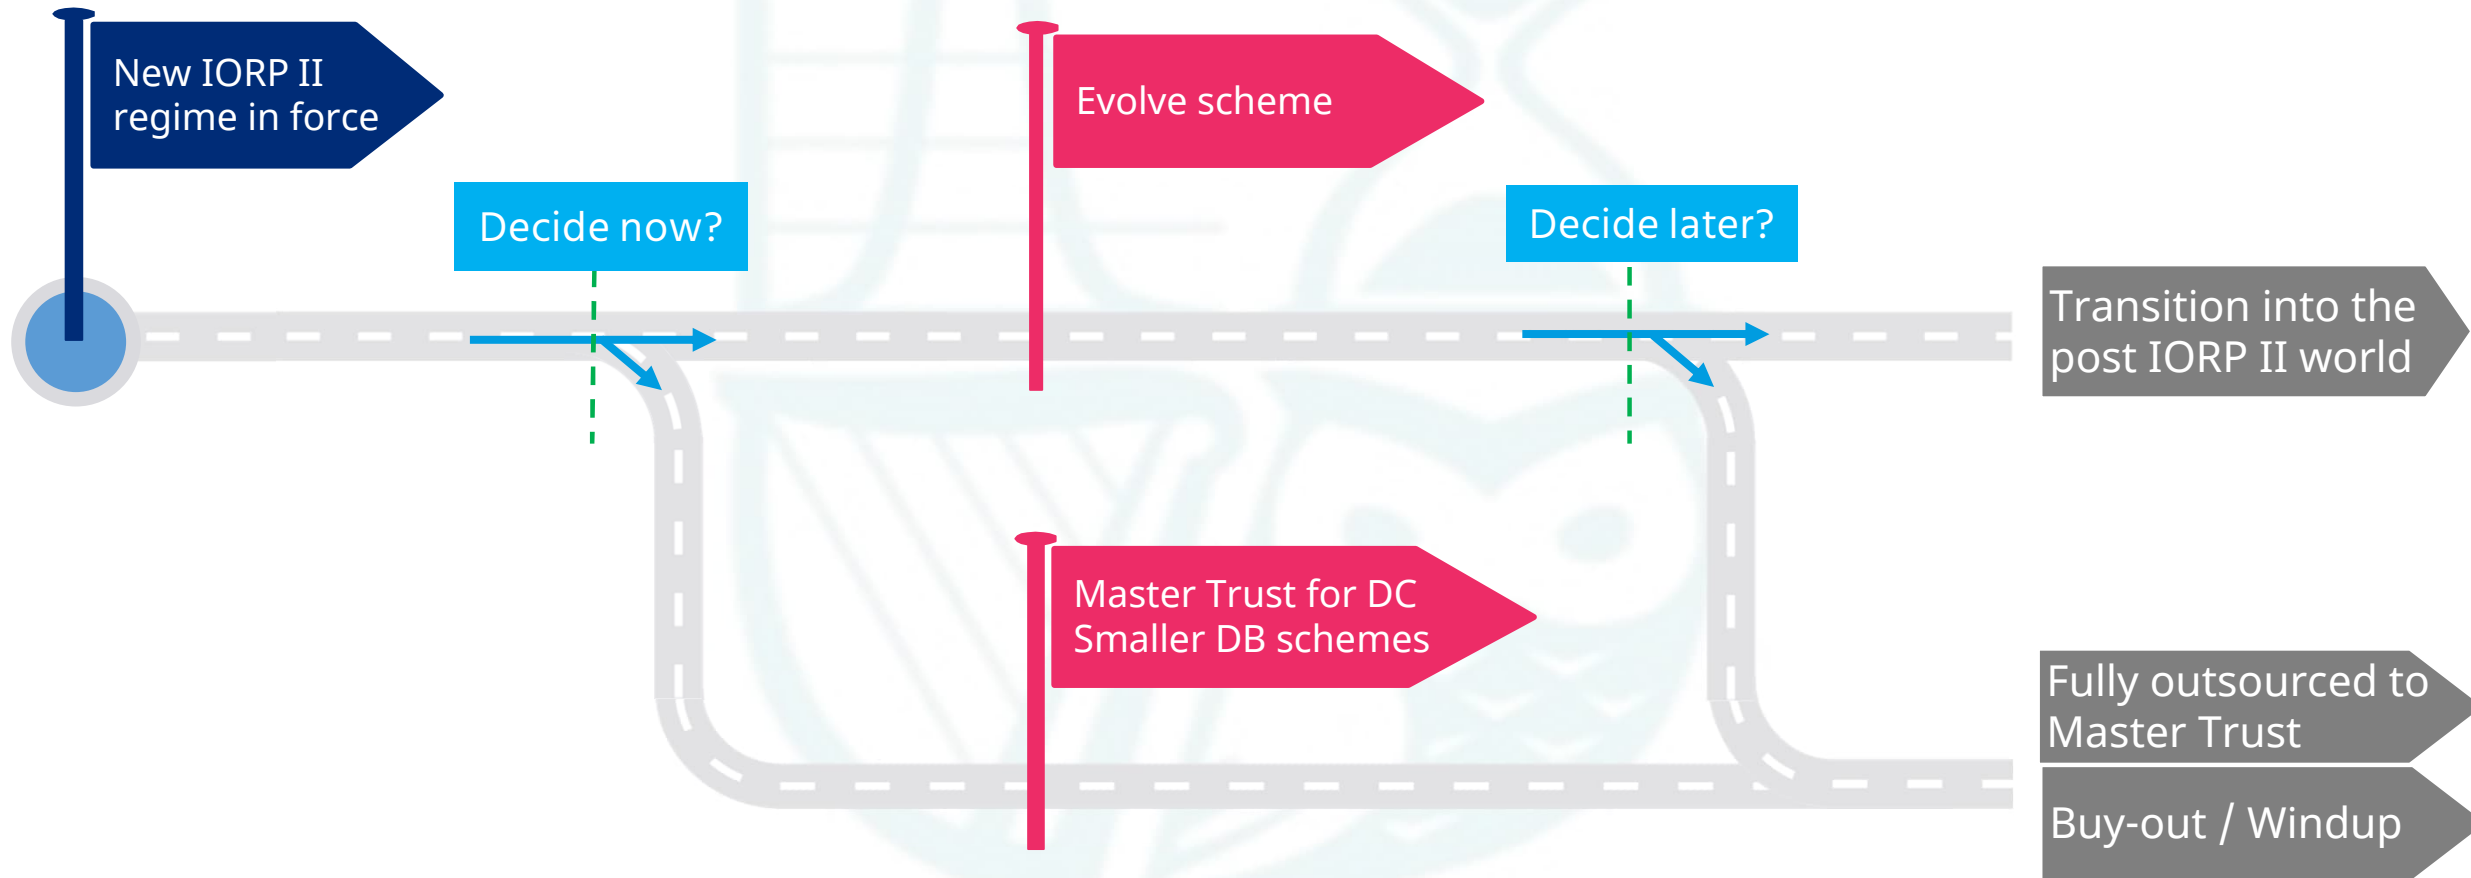 New IORP II
regime in force
Evolve scheme
Decide now?
Decide later?
Transition into the
post IORP II world
Master Trust for DC
Smaller DB schemes
Fully outsourced to
Master Trust
Buy-out / Windup